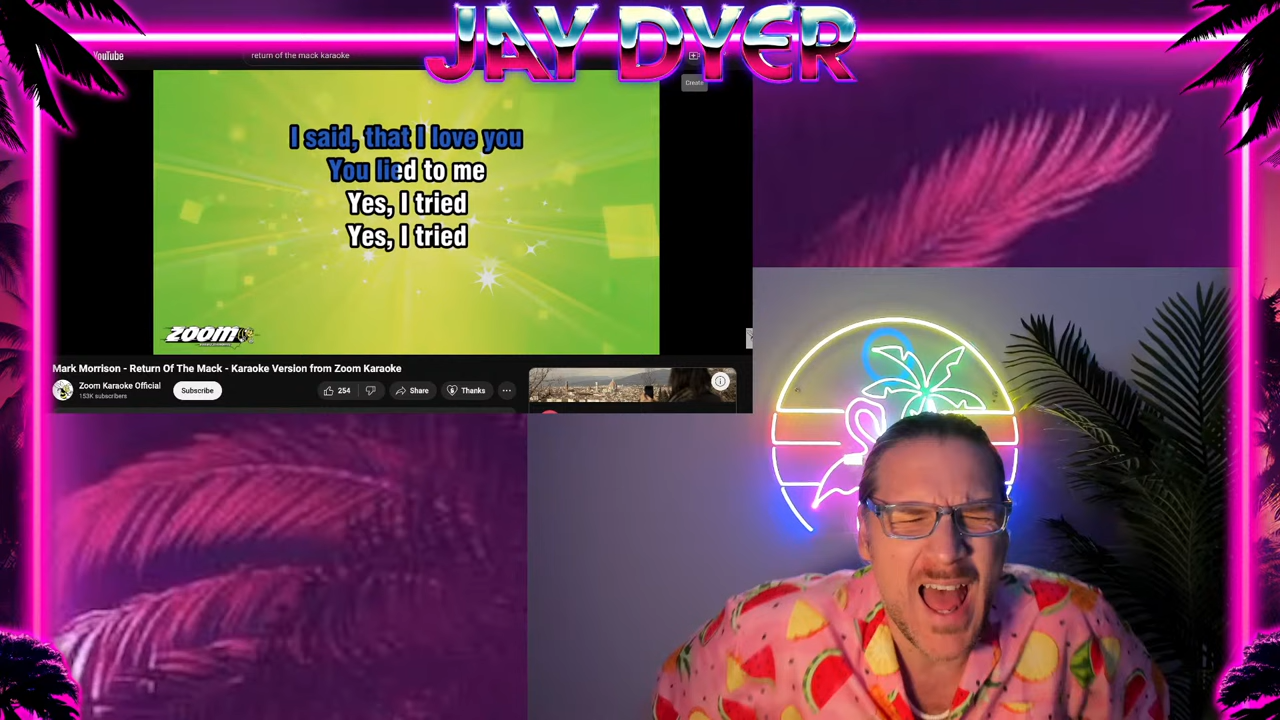 JAY DYER
YouTube
return of the mack karaoke
Create
I said, that I love you
You lied to me
Yes, I tried
Yes, I tried
ZOOM
Mark Morrison - Return Of The Mack - Karaoke Version from Zoom Karaoke
Zoom Karaoke Official
153K subscribers
Subscribe
254
Share
Thanks